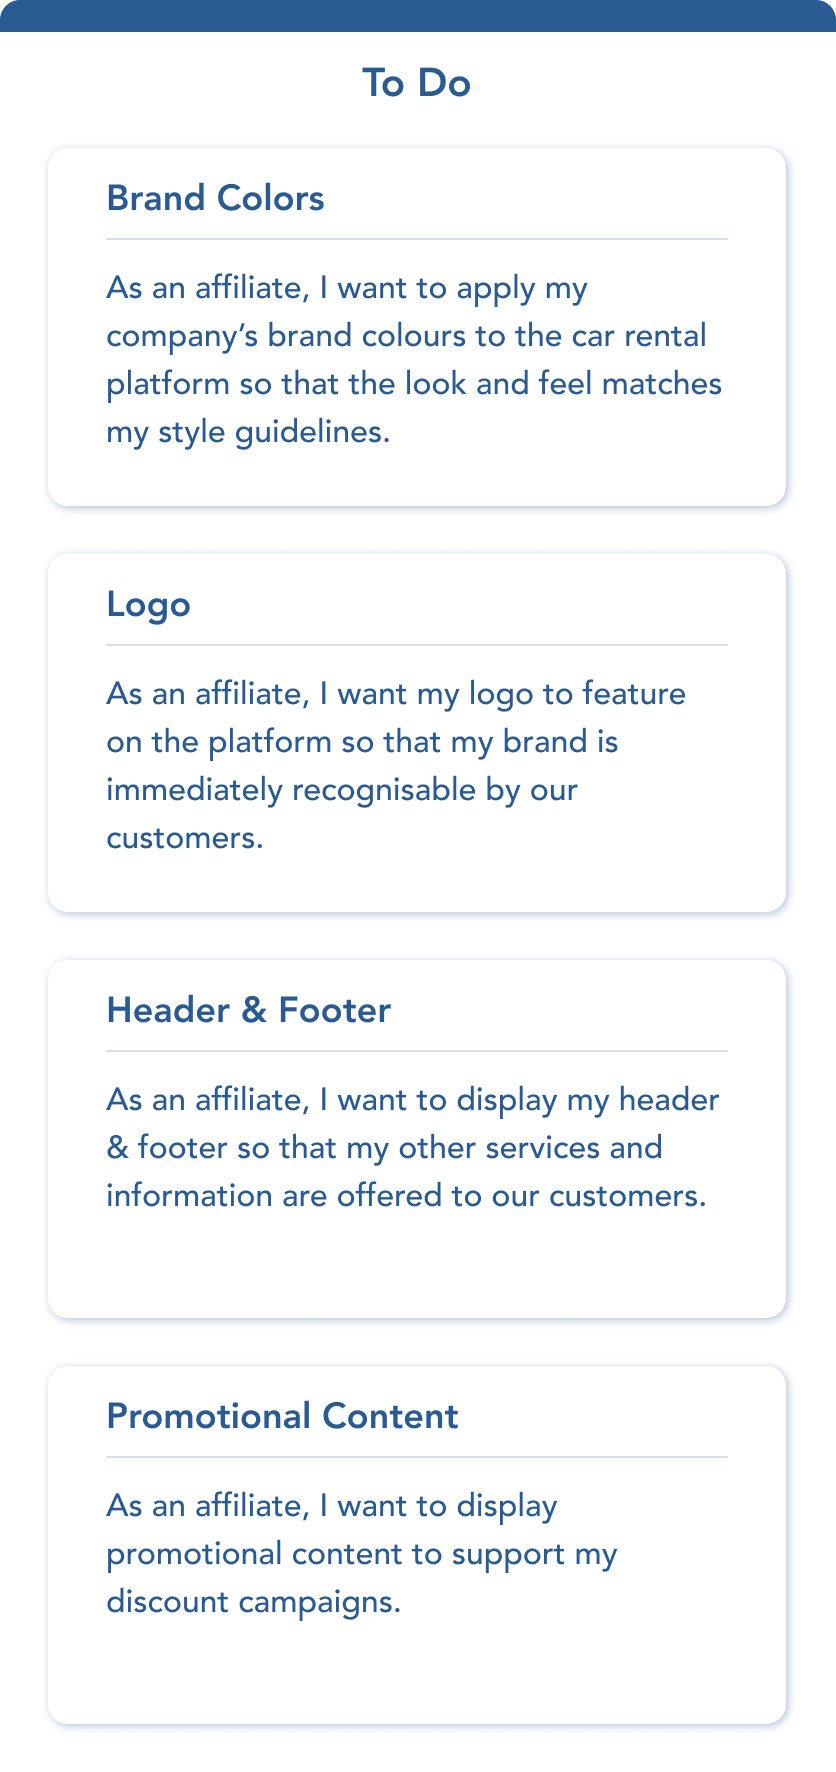 To Do
Brand Colors
As an affiliate, I want to apply my
company’s brand colours to the car rental
platform so that the look and feel matches
my style guidelines.
Logo
As an affiliate, I want my logo to feature
on the platform so that my brand is
immediately recognisable by our
customers.
Header & Footer
As an affiliate, I want to display my header
& footer so that my other services and
information are offered to our customers.
Promotional Content
As an affiliate, I want to display
promotional content to support my
discount campaigns.